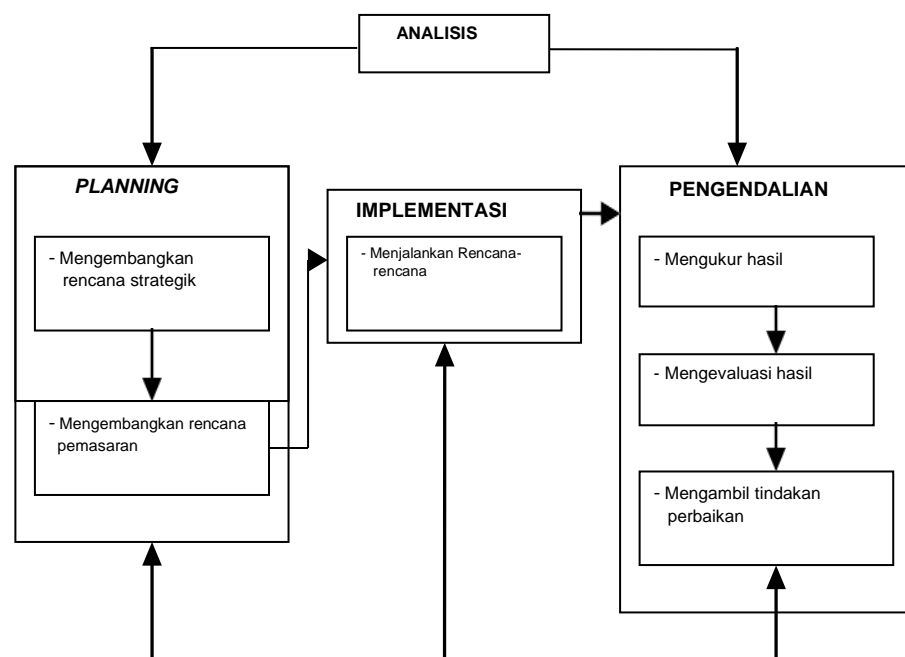 ANALISIS
PLANNING
- Mengembangkan
rencana strategik
- Mengembangkan rencana
pemasaran
IMPLEMENTASI
- Menjalankan Rencana-
rencana
PENGENDALIAN
- Mengukur hasil
- Mengevaluasi hasil
- Mengambil tindakan
perbaikan